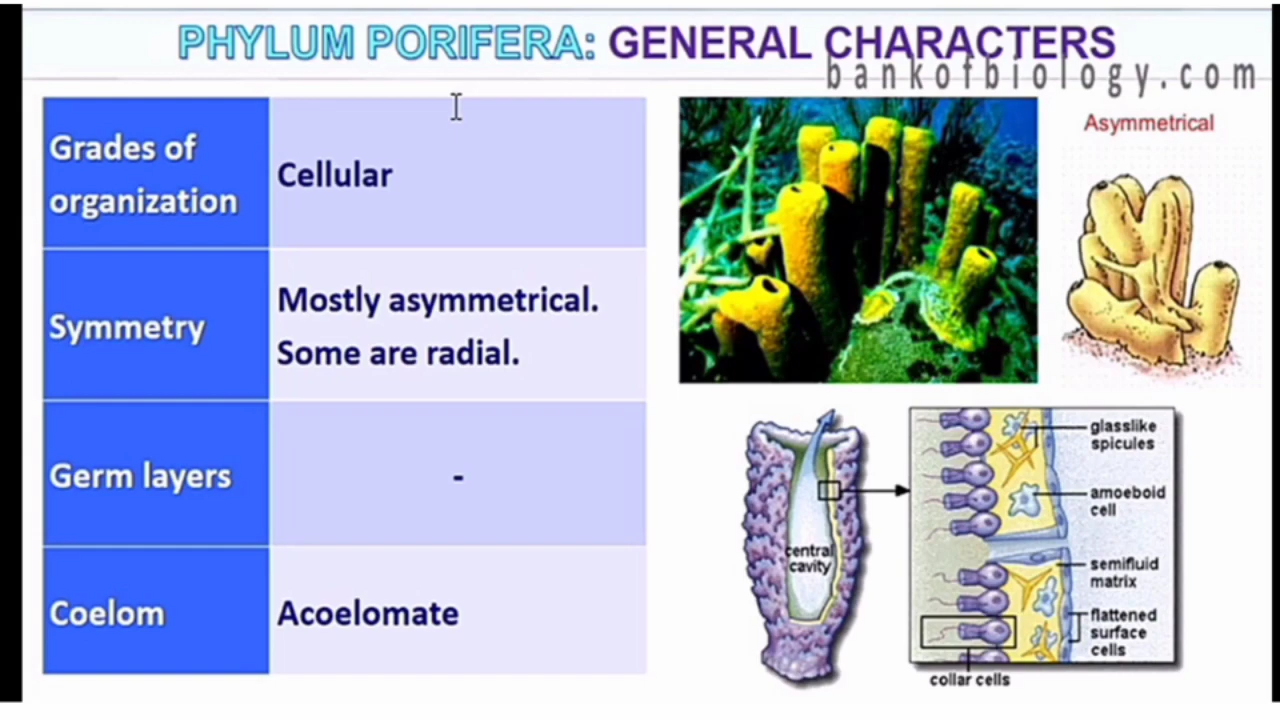 PHYLUM PORIFERA: GENERAL CHARACTERS
bankofbiology.com
Grades of
organization
Cellular
Symmetry
Mostly asymmetrical.
Some are radial.
Germ layers
-
Coelom
Acoelomate
Asymmetrical
central
cavity
glasslike
spicules
amoeboid
cell
semifluid
matrix
flattened
surface
cells
collar cells